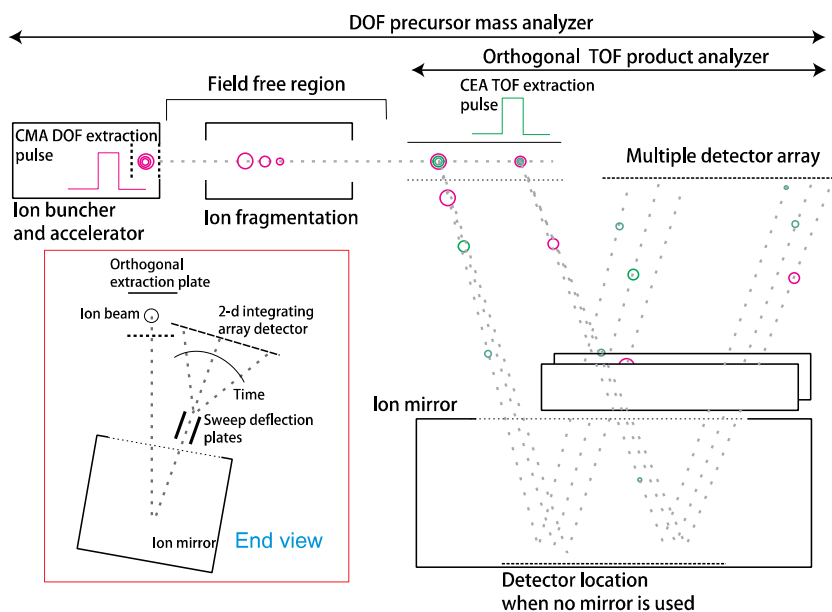 DOF precursor mass analyzer
Orthogonal TOF product analyzer
Field free region
CEA TOF extraction
pulse
CMA DOF extraction
pulse
Multiple detector array
Ion buncher
and accelerator
Ion fragmentation
Orthogonal
extraction plate
Ion beam
2-d integrating
array detector
Time
Sweep deflection
plates
Ion mirror
End view
Ion mirror
Detector location
when no mirror is used